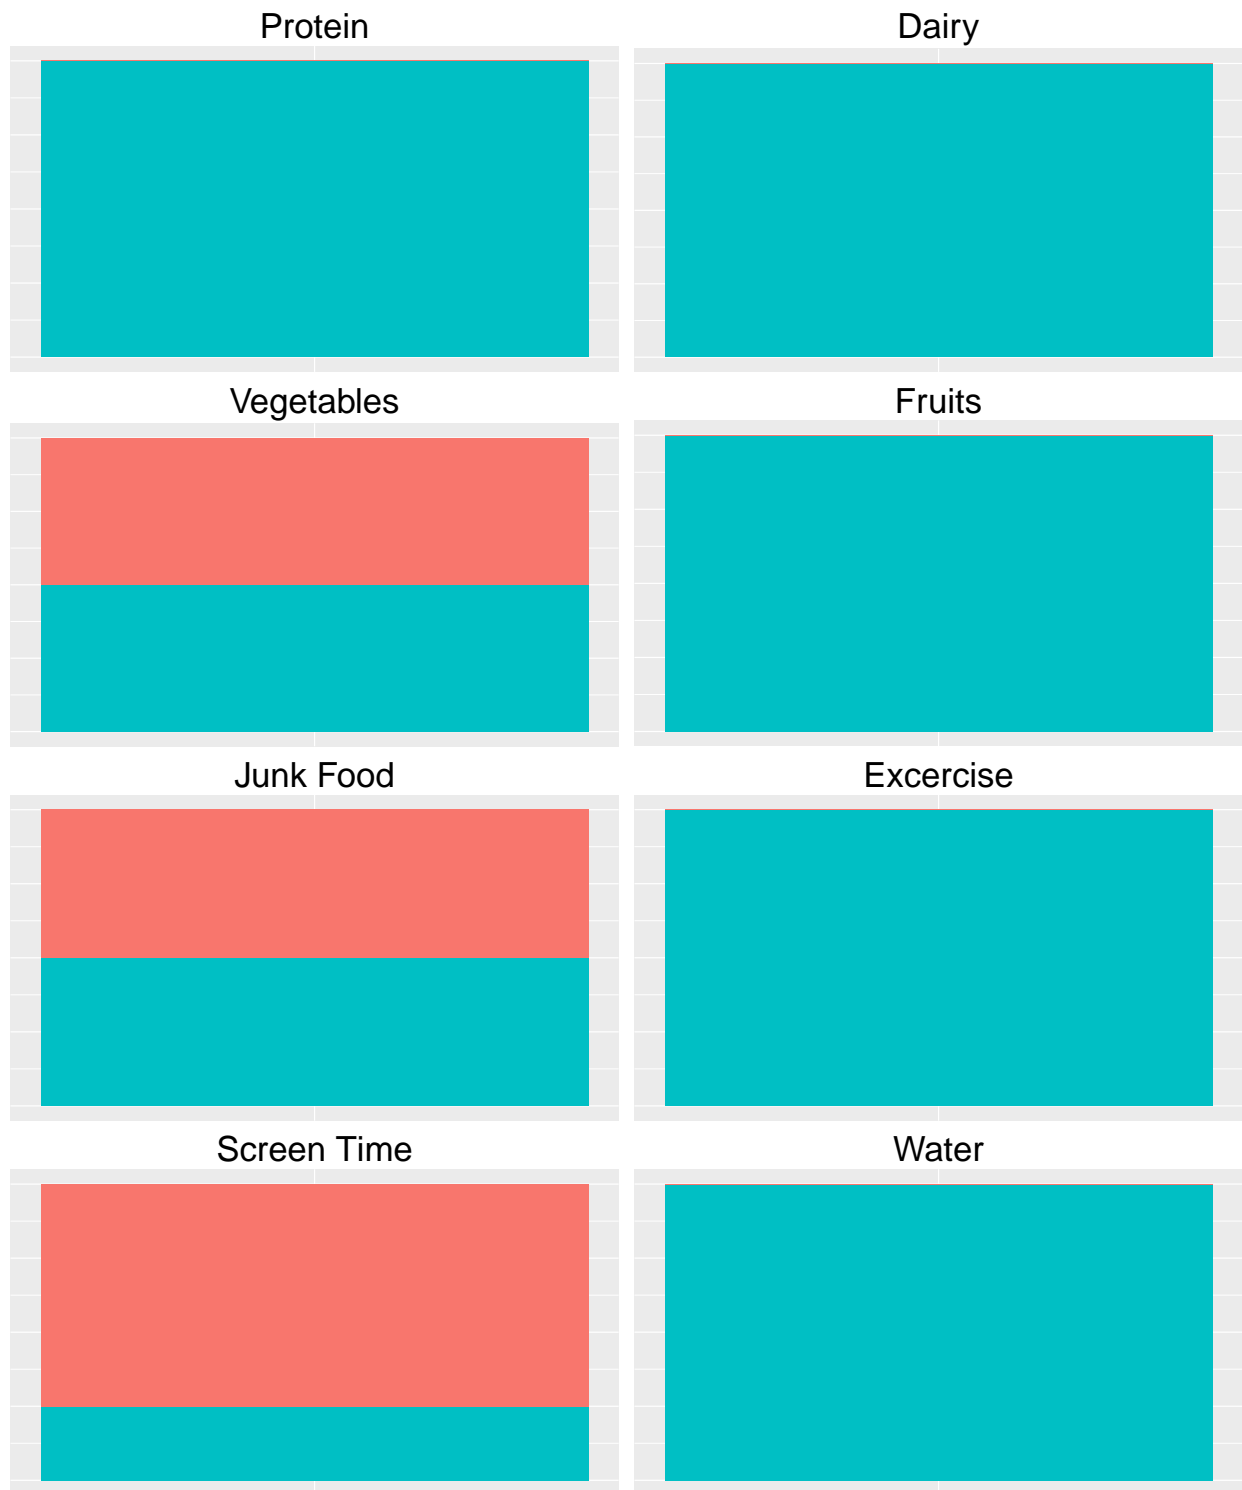 Protein
Dairy
Vegetables
Fruits
Junk Food
Excercise
Screen Time
Water